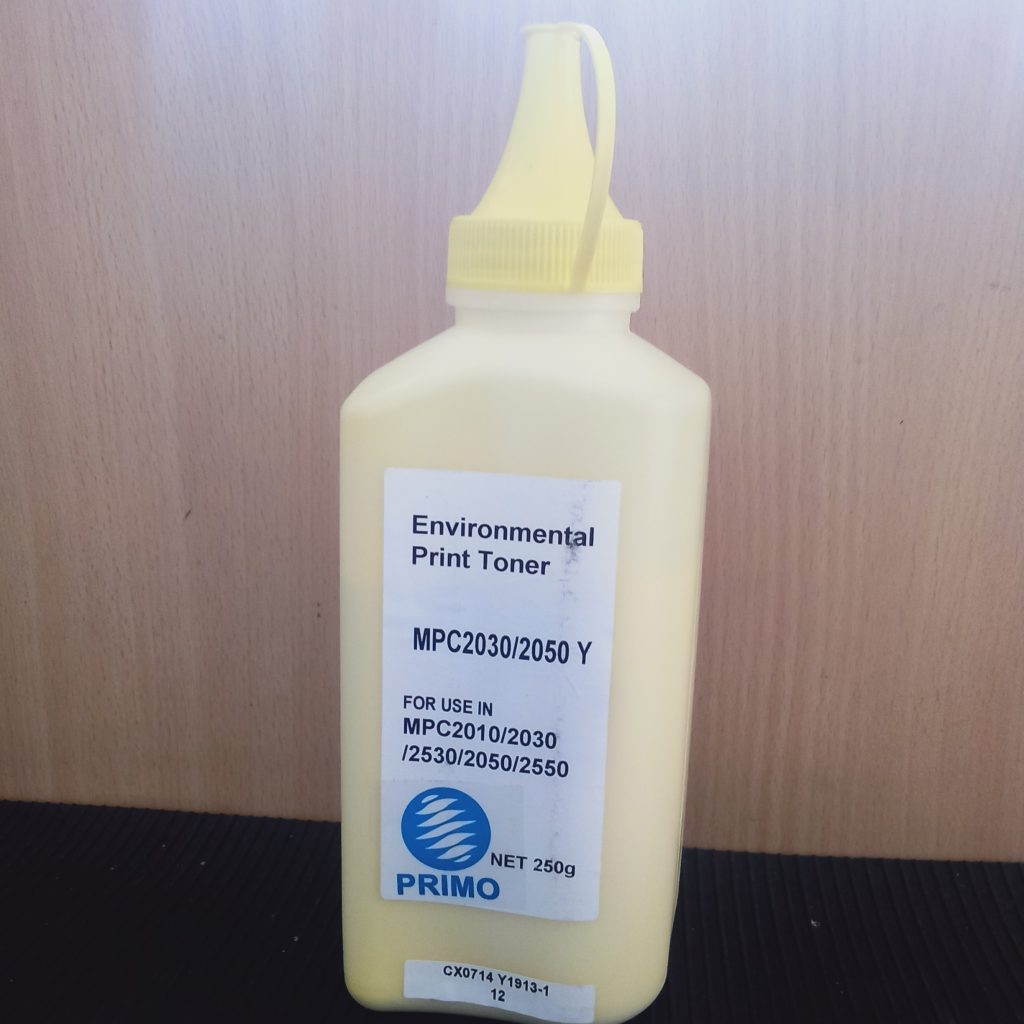 Environmental
Print Toner
MPC2030/2050 Y
FOR USE IN
MPC2010/2030
/2530/2050/2550
NET 250g
PRIMO
CX0714 Y1913-1
12